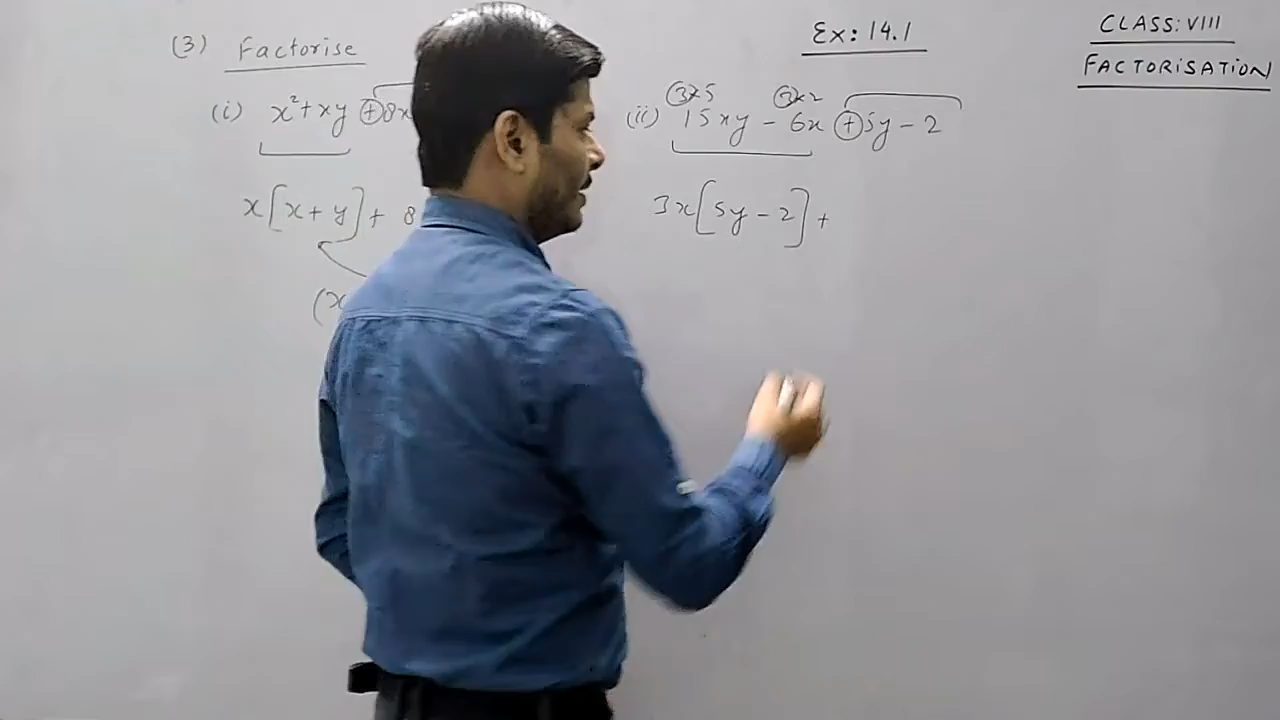 CLASS: VIII
FACTORISATION
Ex: 14.1
(3) Factorise
(i) x²+xy + 8x
x[x+y] + 8
(x
3×5 3×2
(ii) 15xy - 6x + 5y - 2
3x[5y-2] +